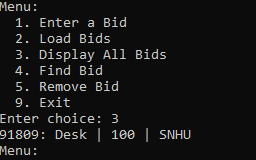 Menu:
  1. Enter a Bid
  2. Load Bids
  3. Display All Bids
  4. Find Bid
  5. Remove Bid
  9. Exit
Enter choice: 3
91809: Desk | 100 | SNHU
Menu: